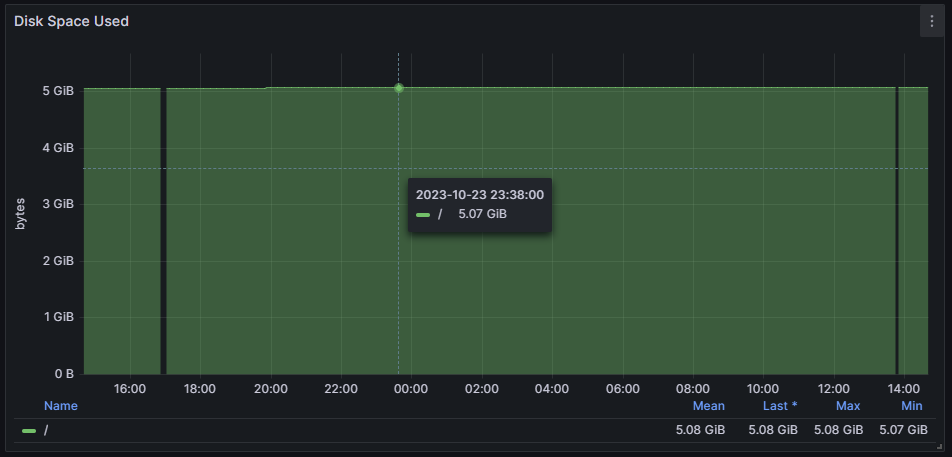 Disk Space Used
bytes
5 GiB
4 GiB
3 GiB
2 GiB
1 GiB
0 B
2023-10-23 23:38:00
/ 5.07 GiB
16:00 18:00 20:00 22:00 00:00 02:00 04:00 06:00 08:00 10:00 12:00 14:00
Name Mean Last * Max Min
/ 5.08 GiB 5.08 GiB 5.08 GiB 5.07 GiB